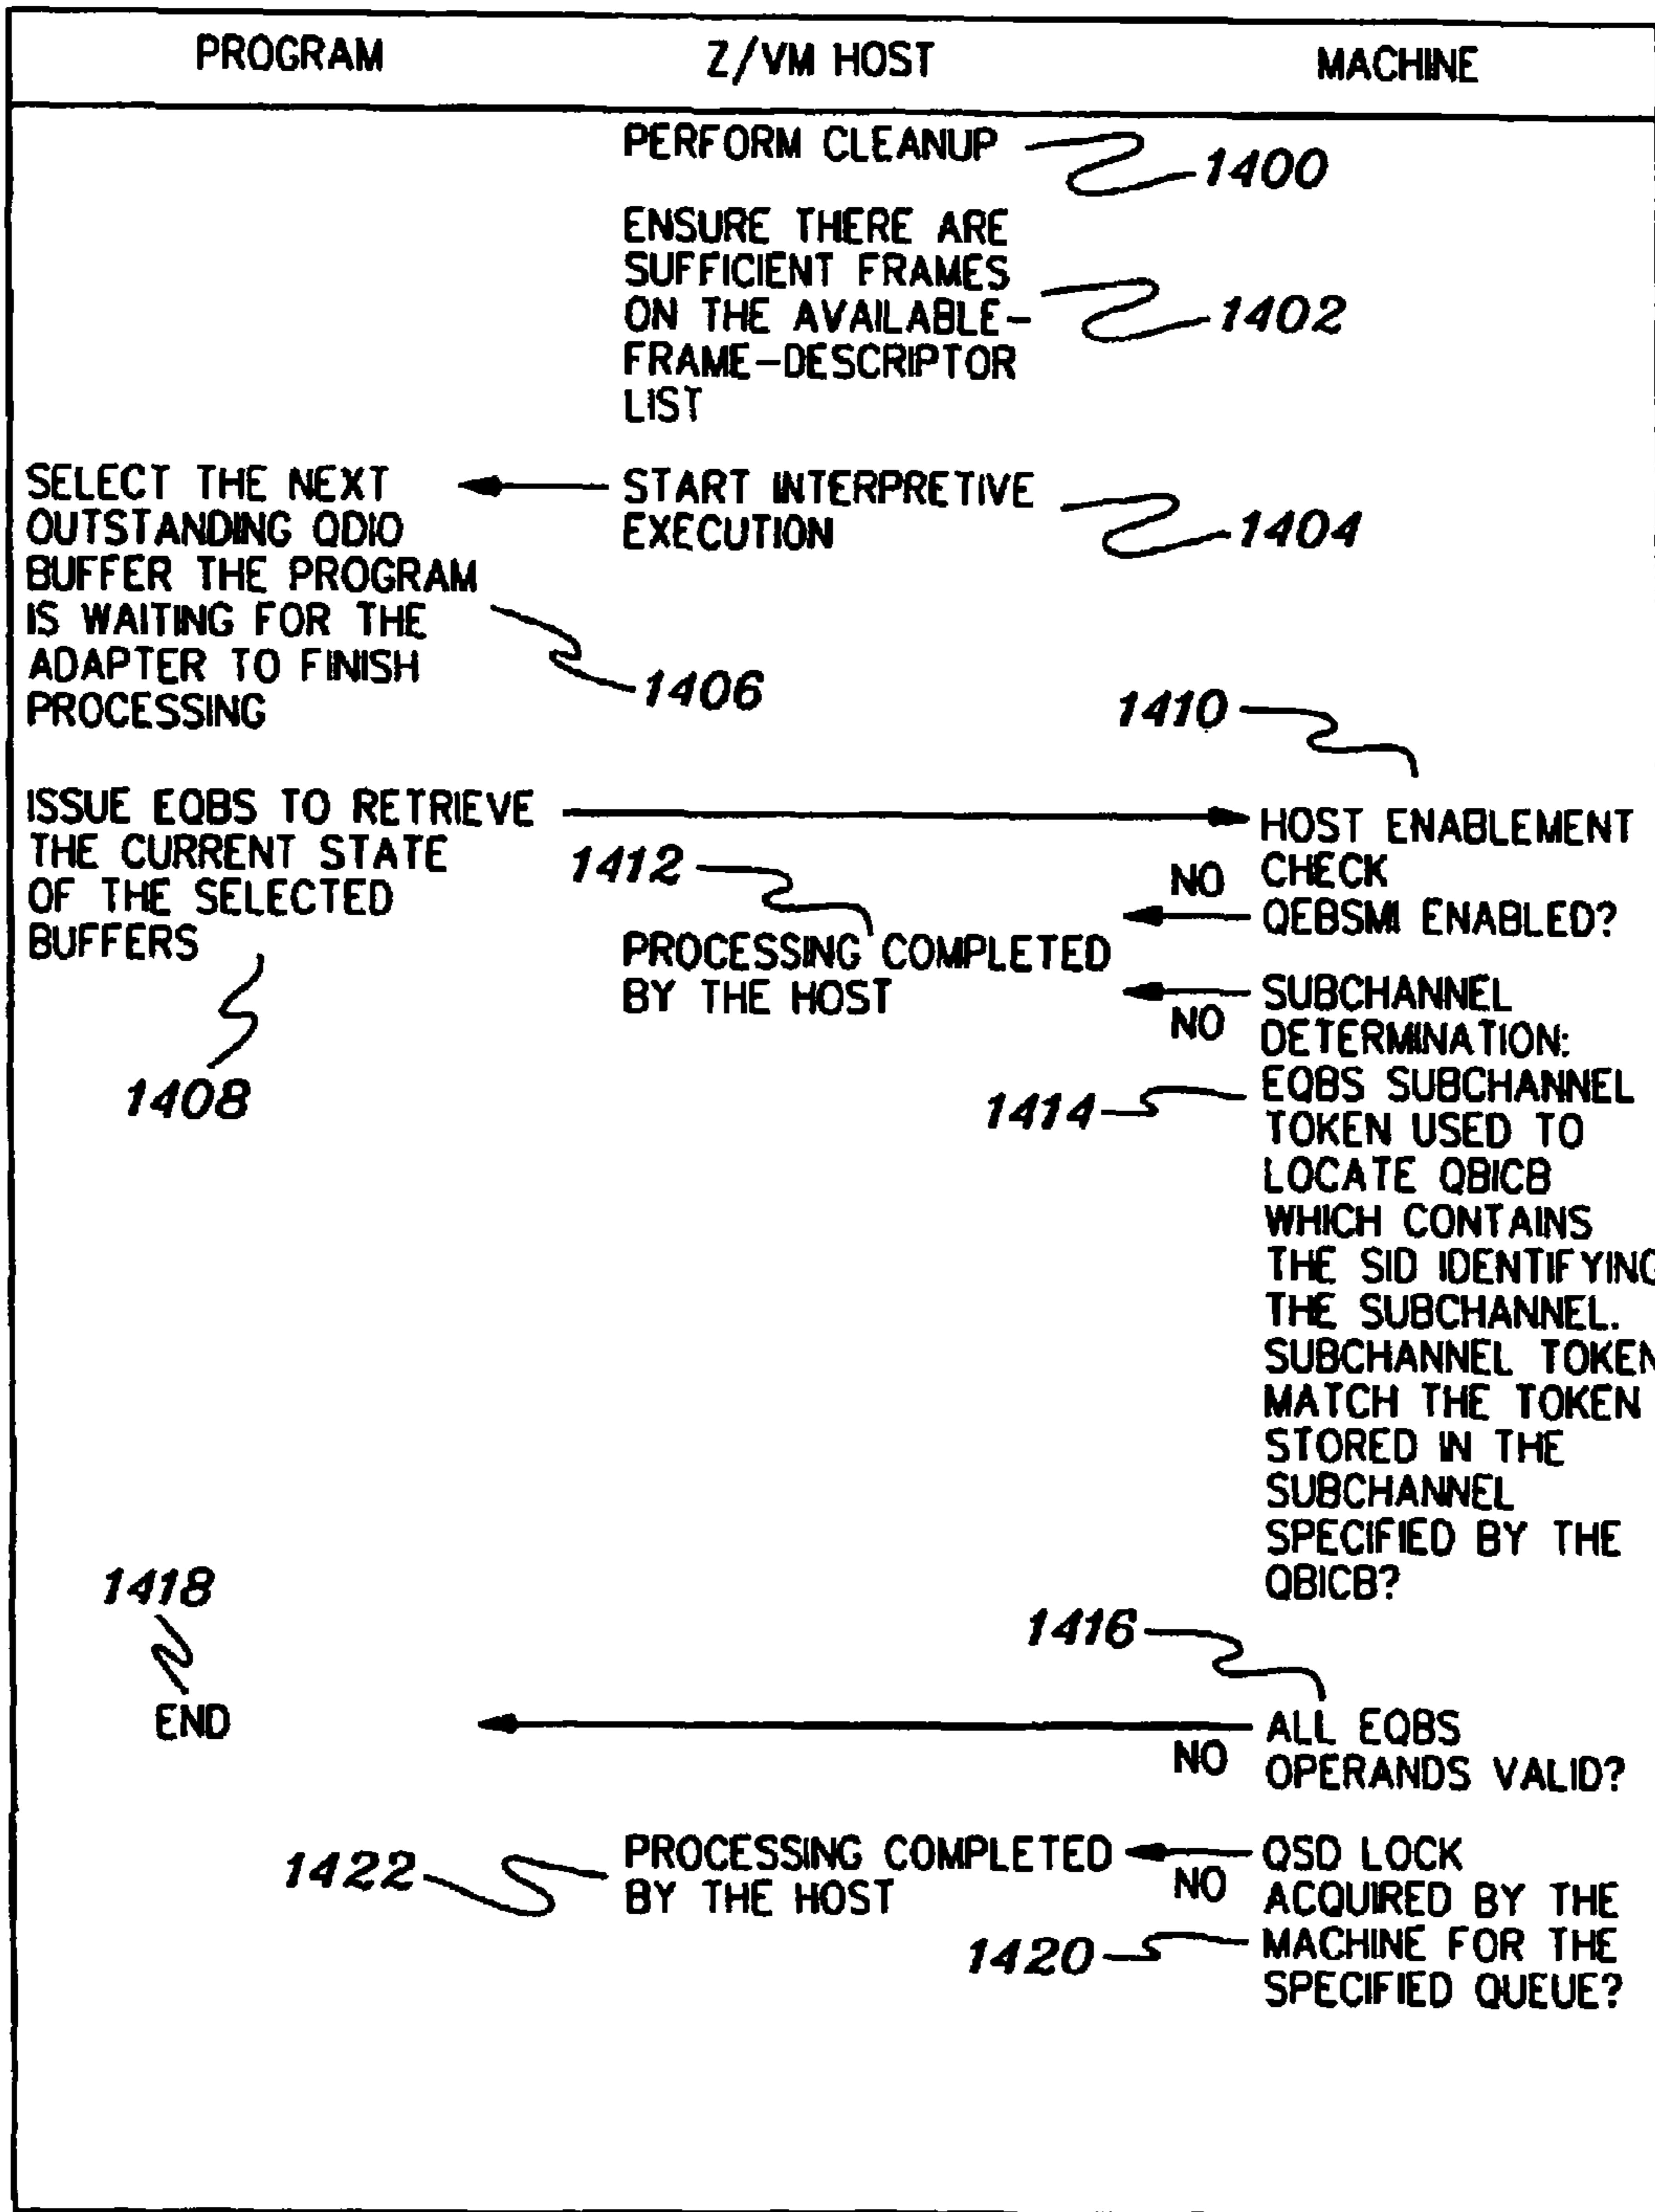 PROGRAM
Z/VM HOST
MACHINE
PERFORM CLEANUP
1400
ENSURE THERE ARE
SUFFICIENT FRAMES
ON THE AVAILABLE-
FRAME-DESCRIPTOR
LIST
1402
START INTERPRETIVE
EXECUTION
1404
SELECT THE NEXT
OUTSTANDING QDIO
BUFFER THE PROGRAM
IS WAITING FOR THE
ADAPTER TO FINISH
PROCESSING
1406
ISSUE EQBS TO RETRIEVE
THE CURRENT STATE
OF THE SELECTED
BUFFERS
1408
1410
HOST ENABLEMENT
CHECK
QEBSMI ENABLED?
NO
1412
PROCESSING COMPLETED
BY THE HOST
NO
SUBCHANNEL
DETERMINATION:
EQBS SUBCHANNEL
TOKEN USED TO
LOCATE QBICB
WHICH CONTAINS
THE SID IDENTIFYING
THE SUBCHANNEL.
SUBCHANNEL TOKEN
MATCH THE TOKEN
STORED IN THE
SUBCHANNEL
SPECIFIED BY THE
QBICB?
1414
1416
ALL EQBS
OPERANDS VALID?
NO
1418
END
QSD LOCK
ACQUIRED BY THE
MACHINE FOR THE
SPECIFIED QUEUE?
NO
1420
PROCESSING COMPLETED
BY THE HOST
1422